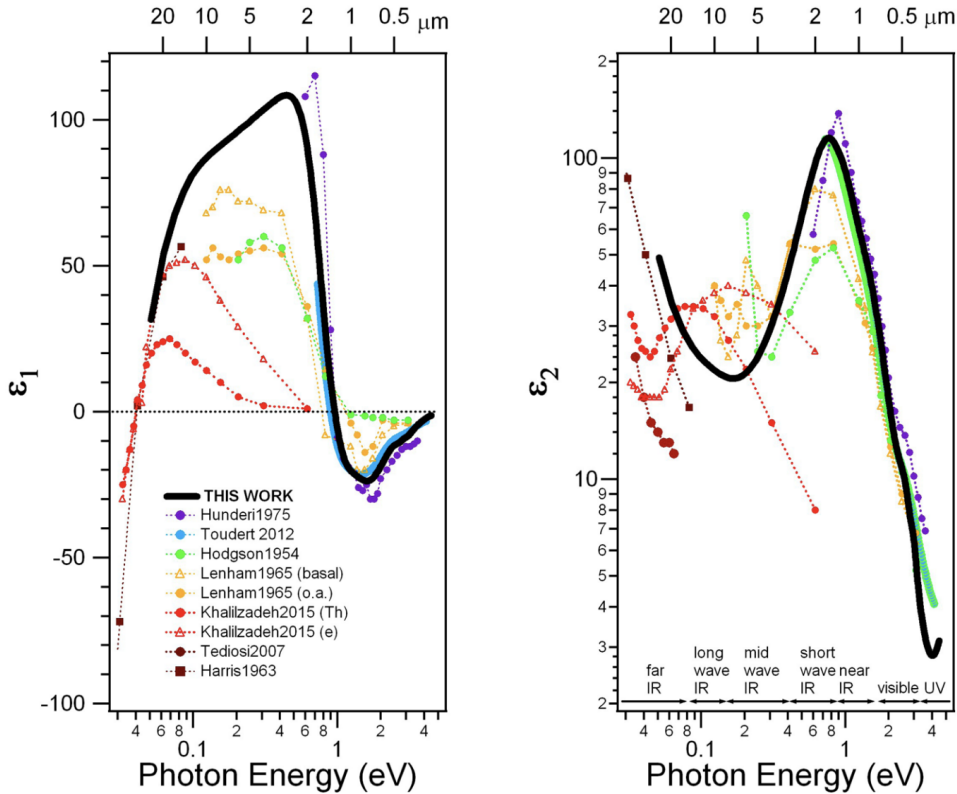 20 10 5 2 1 0.5 μm
100
50
0
-50
-100
ε1
THIS WORK
Hunderi1975
Toudert 2012
Hodgson1954
Lenham1965 (basal)
Lenham1965 (o.a.)
Khalilzadeh2015 (Th)
Khalilzadeh2015 (e)
Tediosi2007
Harris1963
4 6 8 2 4 6 8 2 4
0.1 1
Photon Energy (eV)
20 10 5 2 1 0.5 μm
2
100
9
8
7
6
5
4
3
2
10
9
8
7
6
5
4
3
2
ε2
far IR
long wave IR
mid wave IR
short wave IR
near IR
visible
UV
4 6 8 2 4 6 8 2 4
0.1 1
Photon Energy (eV)